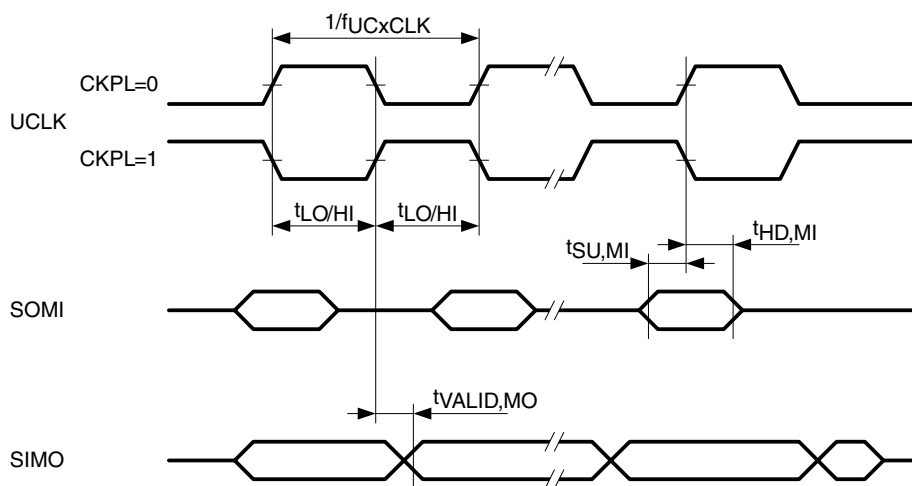 1/fUCxCLK
CKPL=0
UCLK
CKPL=1
tLO/HI tLO/HI
tHD,MI
tSU,MI
SOMI
tVALID,MO
SIMO